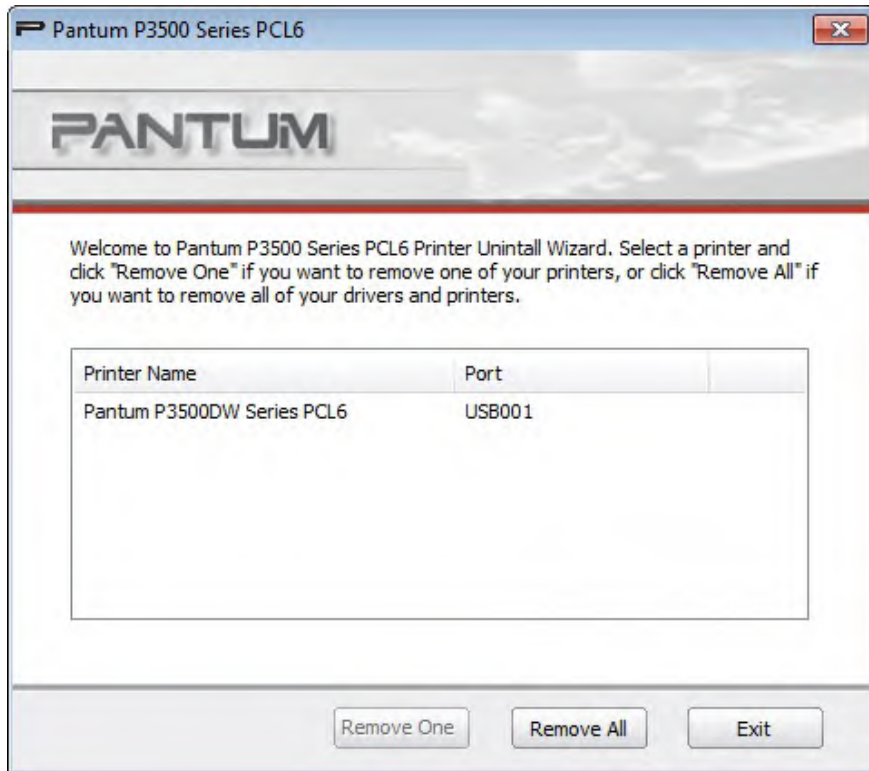 Pantum P3500 Series PCL6
PANTUM
Welcome to Pantum P3500 Series PCL6 Printer Unintall Wizard. Select a printer and
click "Remove One" if you want to remove one of your printers, or click "Remove All" if
you want to remove all of your drivers and printers.
Printer Name Port
Pantum P3500DW Series PCL6 USB001
Remove One Remove All Exit